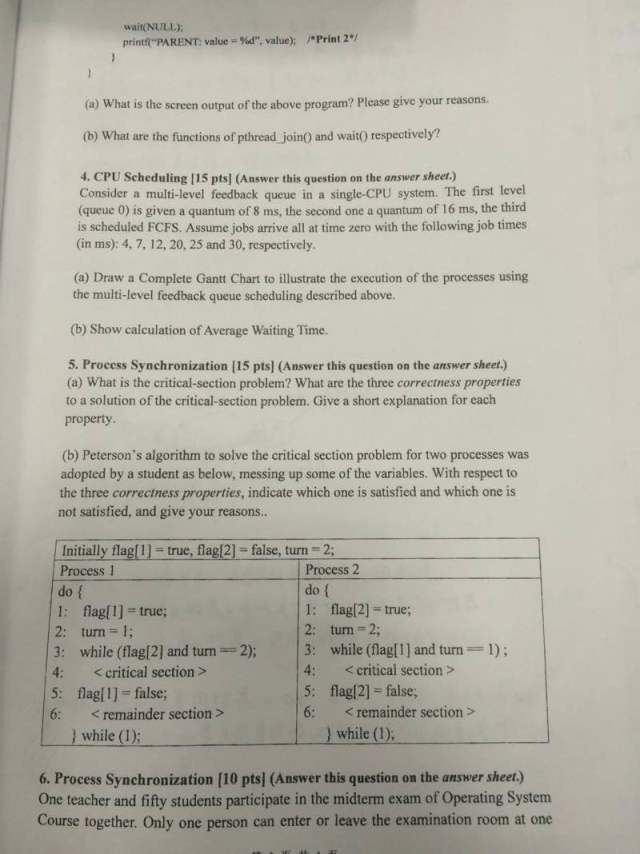 wait(NULL);
printf("PARENT: value = %d", value); /*Print 2*/
}
}
(a) What is the screen output of the above program? Please give your reasons.
(b) What are the functions of pthread_join() and wait() respectively?
4. CPU Scheduling [15 pts] (Answer this question on the answer sheet.)
Consider a multi-level feedback queue in a single-CPU system. The first level
(queue 0) is given a quantum of 8 ms, the second one a quantum of 16 ms, the third
is scheduled FCFS. Assume jobs arrive all at time zero with the following job times
(in ms): 4, 7, 12, 20, 25 and 30, respectively.
(a) Draw a Complete Gantt Chart to illustrate the execution of the processes using
the multi-level feedback queue scheduling described above.
(b) Show calculation of Average Waiting Time.
5. Process Synchronization [15 pts] (Answer this question on the answer sheet.)
(a) What is the critical-section problem? What are the three correctness properties
to a solution of the critical-section problem. Give a short explanation for each
property.
(b) Peterson's algorithm to solve the critical section problem for two processes was
adopted by a student as below, messing up some of the variables. With respect to
the three correctness properties, indicate which one is satisfied and which one is
not satisfied, and give your reasons..
Initially flag[1] = true, flag[2] = false, turn = 2;
Process 1
do {
1: flag[1] = true;
2: turn = 1;
3: while (flag[2] and turn == 2);
4: < critical section >
5: flag[1] = false;
6: < remainder section >
} while (1);
Process 2
do {
1: flag[2] = true;
2: turn = 2;
3: while (flag[1] and turn == 1) ;
4: < critical section >
5: flag[2] = false;
6: < remainder section >
} while (1);
6. Process Synchronization [10 pts] (Answer this question on the answer sheet.)
One teacher and fifty students participate in the midterm exam of Operating System
Course together. Only one person can enter or leave the examination room at one